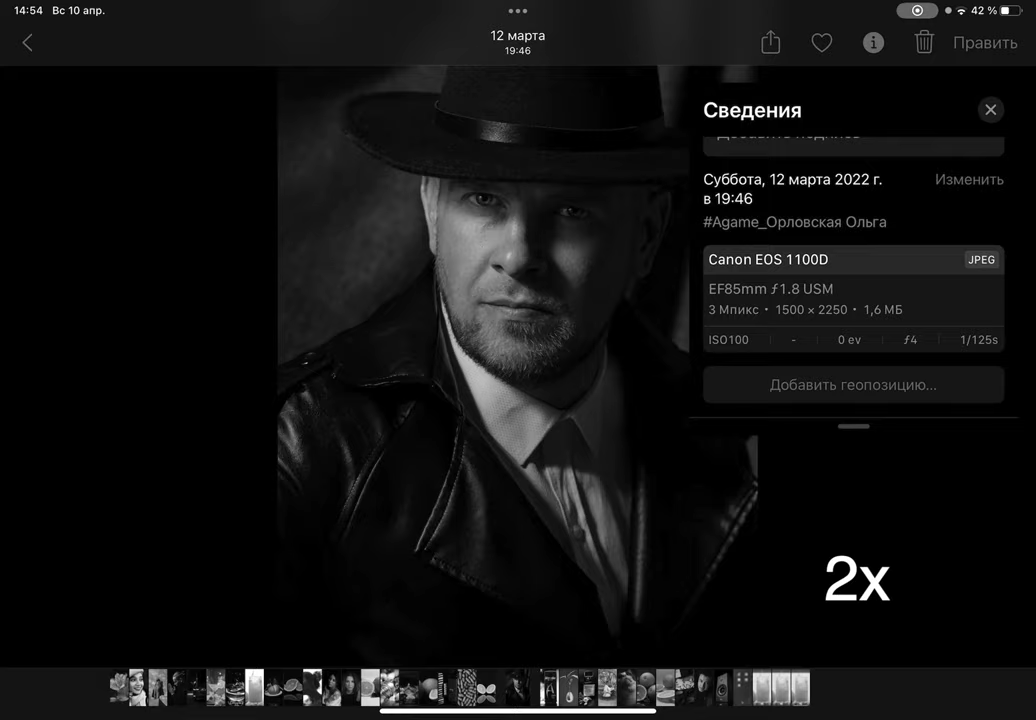 14:54 Вс 10 апр.
42 %
12 марта
19:46
Править
Сведения
Добавить подпись
Суббота, 12 марта 2022 г.
в 19:46
Изменить
#Agame_Орловская Ольга
Canon EOS 1100D
JPEG
EF85mm ƒ1.8 USM
3 Мпикс • 1500 × 2250 • 1,6 МБ
ISO100 - 0 ev ƒ4 1/125s
Добавить геопозицию...
2x